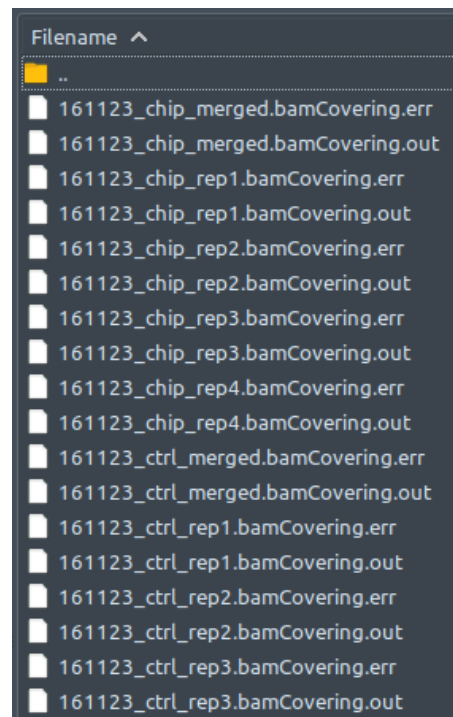 Filename
..
161123_chip_merged.bamCovering.err
161123_chip_merged.bamCovering.out
161123_chip_rep1.bamCovering.err
161123_chip_rep1.bamCovering.out
161123_chip_rep2.bamCovering.err
161123_chip_rep2.bamCovering.out
161123_chip_rep3.bamCovering.err
161123_chip_rep3.bamCovering.out
161123_chip_rep4.bamCovering.err
161123_chip_rep4.bamCovering.out
161123_ctrl_merged.bamCovering.err
161123_ctrl_merged.bamCovering.out
161123_ctrl_rep1.bamCovering.err
161123_ctrl_rep1.bamCovering.out
161123_ctrl_rep2.bamCovering.err
161123_ctrl_rep2.bamCovering.out
161123_ctrl_rep3.bamCovering.err
161123_ctrl_rep3.bamCovering.out